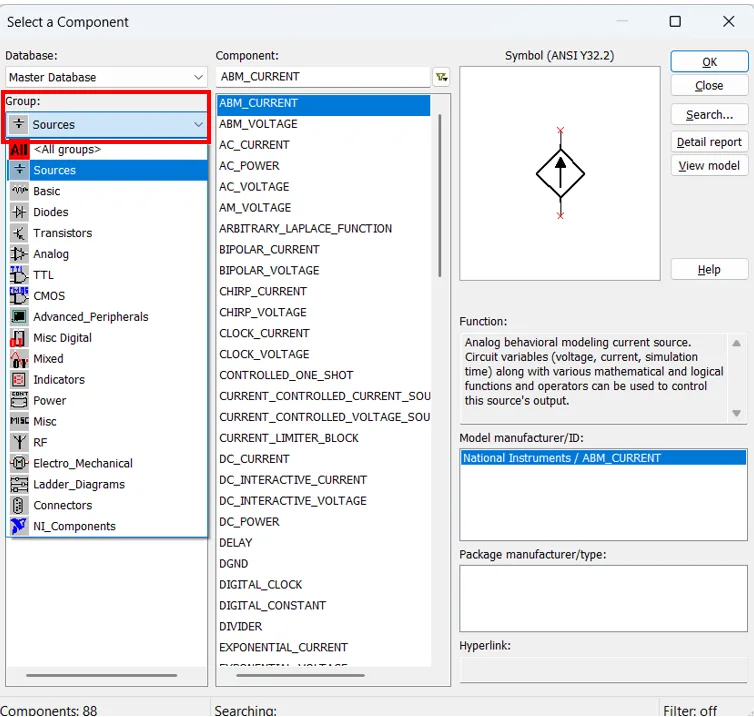 Select a Component
Database:
Master Database
Group:
Sources
All <All groups>
Sources
Basic
Diodes
Transistors
Analog
TTL
CMOS
Advanced_Peripherals
Misc Digital
Mixed
Indicators
Power
Misc
RF
Electro_Mechanical
Ladder_Diagrams
Connectors
NI_Components
Component:
ABM_CURRENT
ABM_CURRENT
ABM_VOLTAGE
AC_CURRENT
AC_POWER
AC_VOLTAGE
AM_VOLTAGE
ARBITRARY_LAPLACE_FUNCTION
BIPOLAR_CURRENT
BIPOLAR_VOLTAGE
CHIRP_CURRENT
CHIRP_VOLTAGE
CLOCK_CURRENT
CLOCK_VOLTAGE
CONTROLLED_ONE_SHOT
CURRENT_CONTROLLED_CURRENT_SOU
CURRENT_CONTROLLED_VOLTAGE_SOU
CURRENT_LIMITER_BLOCK
DC_CURRENT
DC_INTERACTIVE_CURRENT
DC_INTERACTIVE_VOLTAGE
DC_POWER
DELAY
DGND
DIGITAL_CLOCK
DIGITAL_CONSTANT
DIVIDER
EXPONENTIAL_CURRENT
EXPONENTIAL_VOLTAGE
Symbol (ANSI Y32.2)
OK
Close
Search...
Detail report
View model
Help
Function:
Analog behavioral modeling current source.
Circuit variables (voltage, current, simulation
time) along with various mathematical and logical
functions and operators can be used to control
this source's output.
Model manufacturer/ID:
National Instruments / ABM_CURRENT
Package manufacturer/type:
Hyperlink:
Components: 88
Searching:
Filter: off